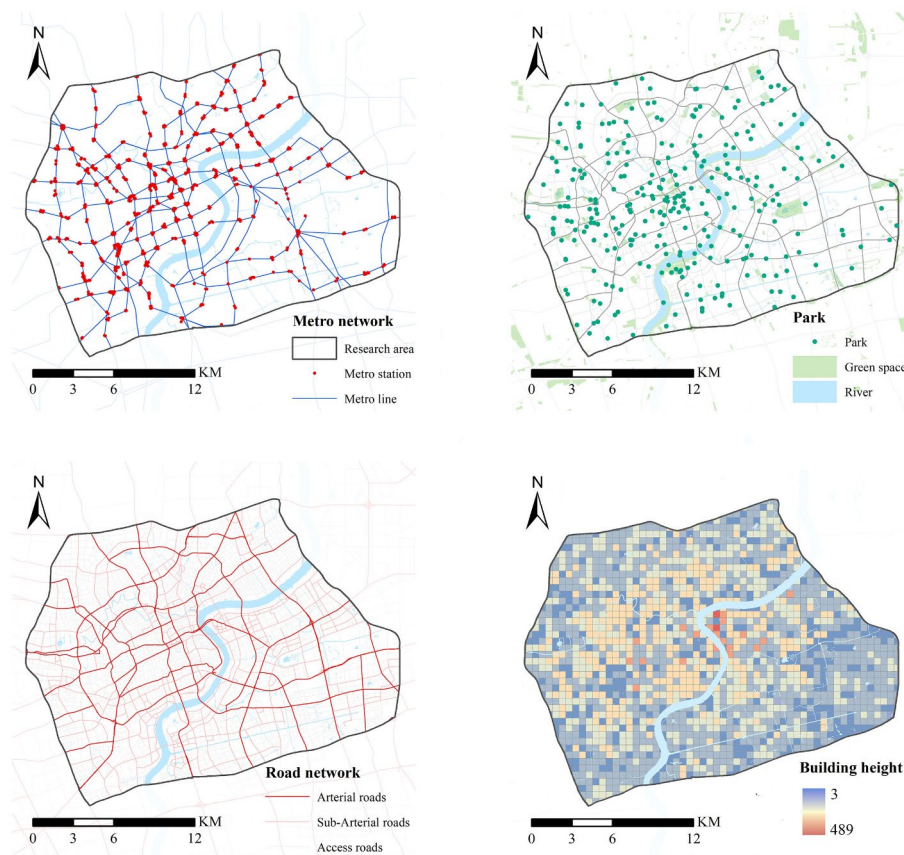 N
Metro network
Research area
Metro station
Metro line
KM
0 3 6 12
N
Park
Park
Green space
River
KM
0 3 6 12
N
Road network
Arterial roads
Sub-Arterial roads
Access roads
KM
0 3 6 12
N
Building height
3
489
KM
0 3 6 12